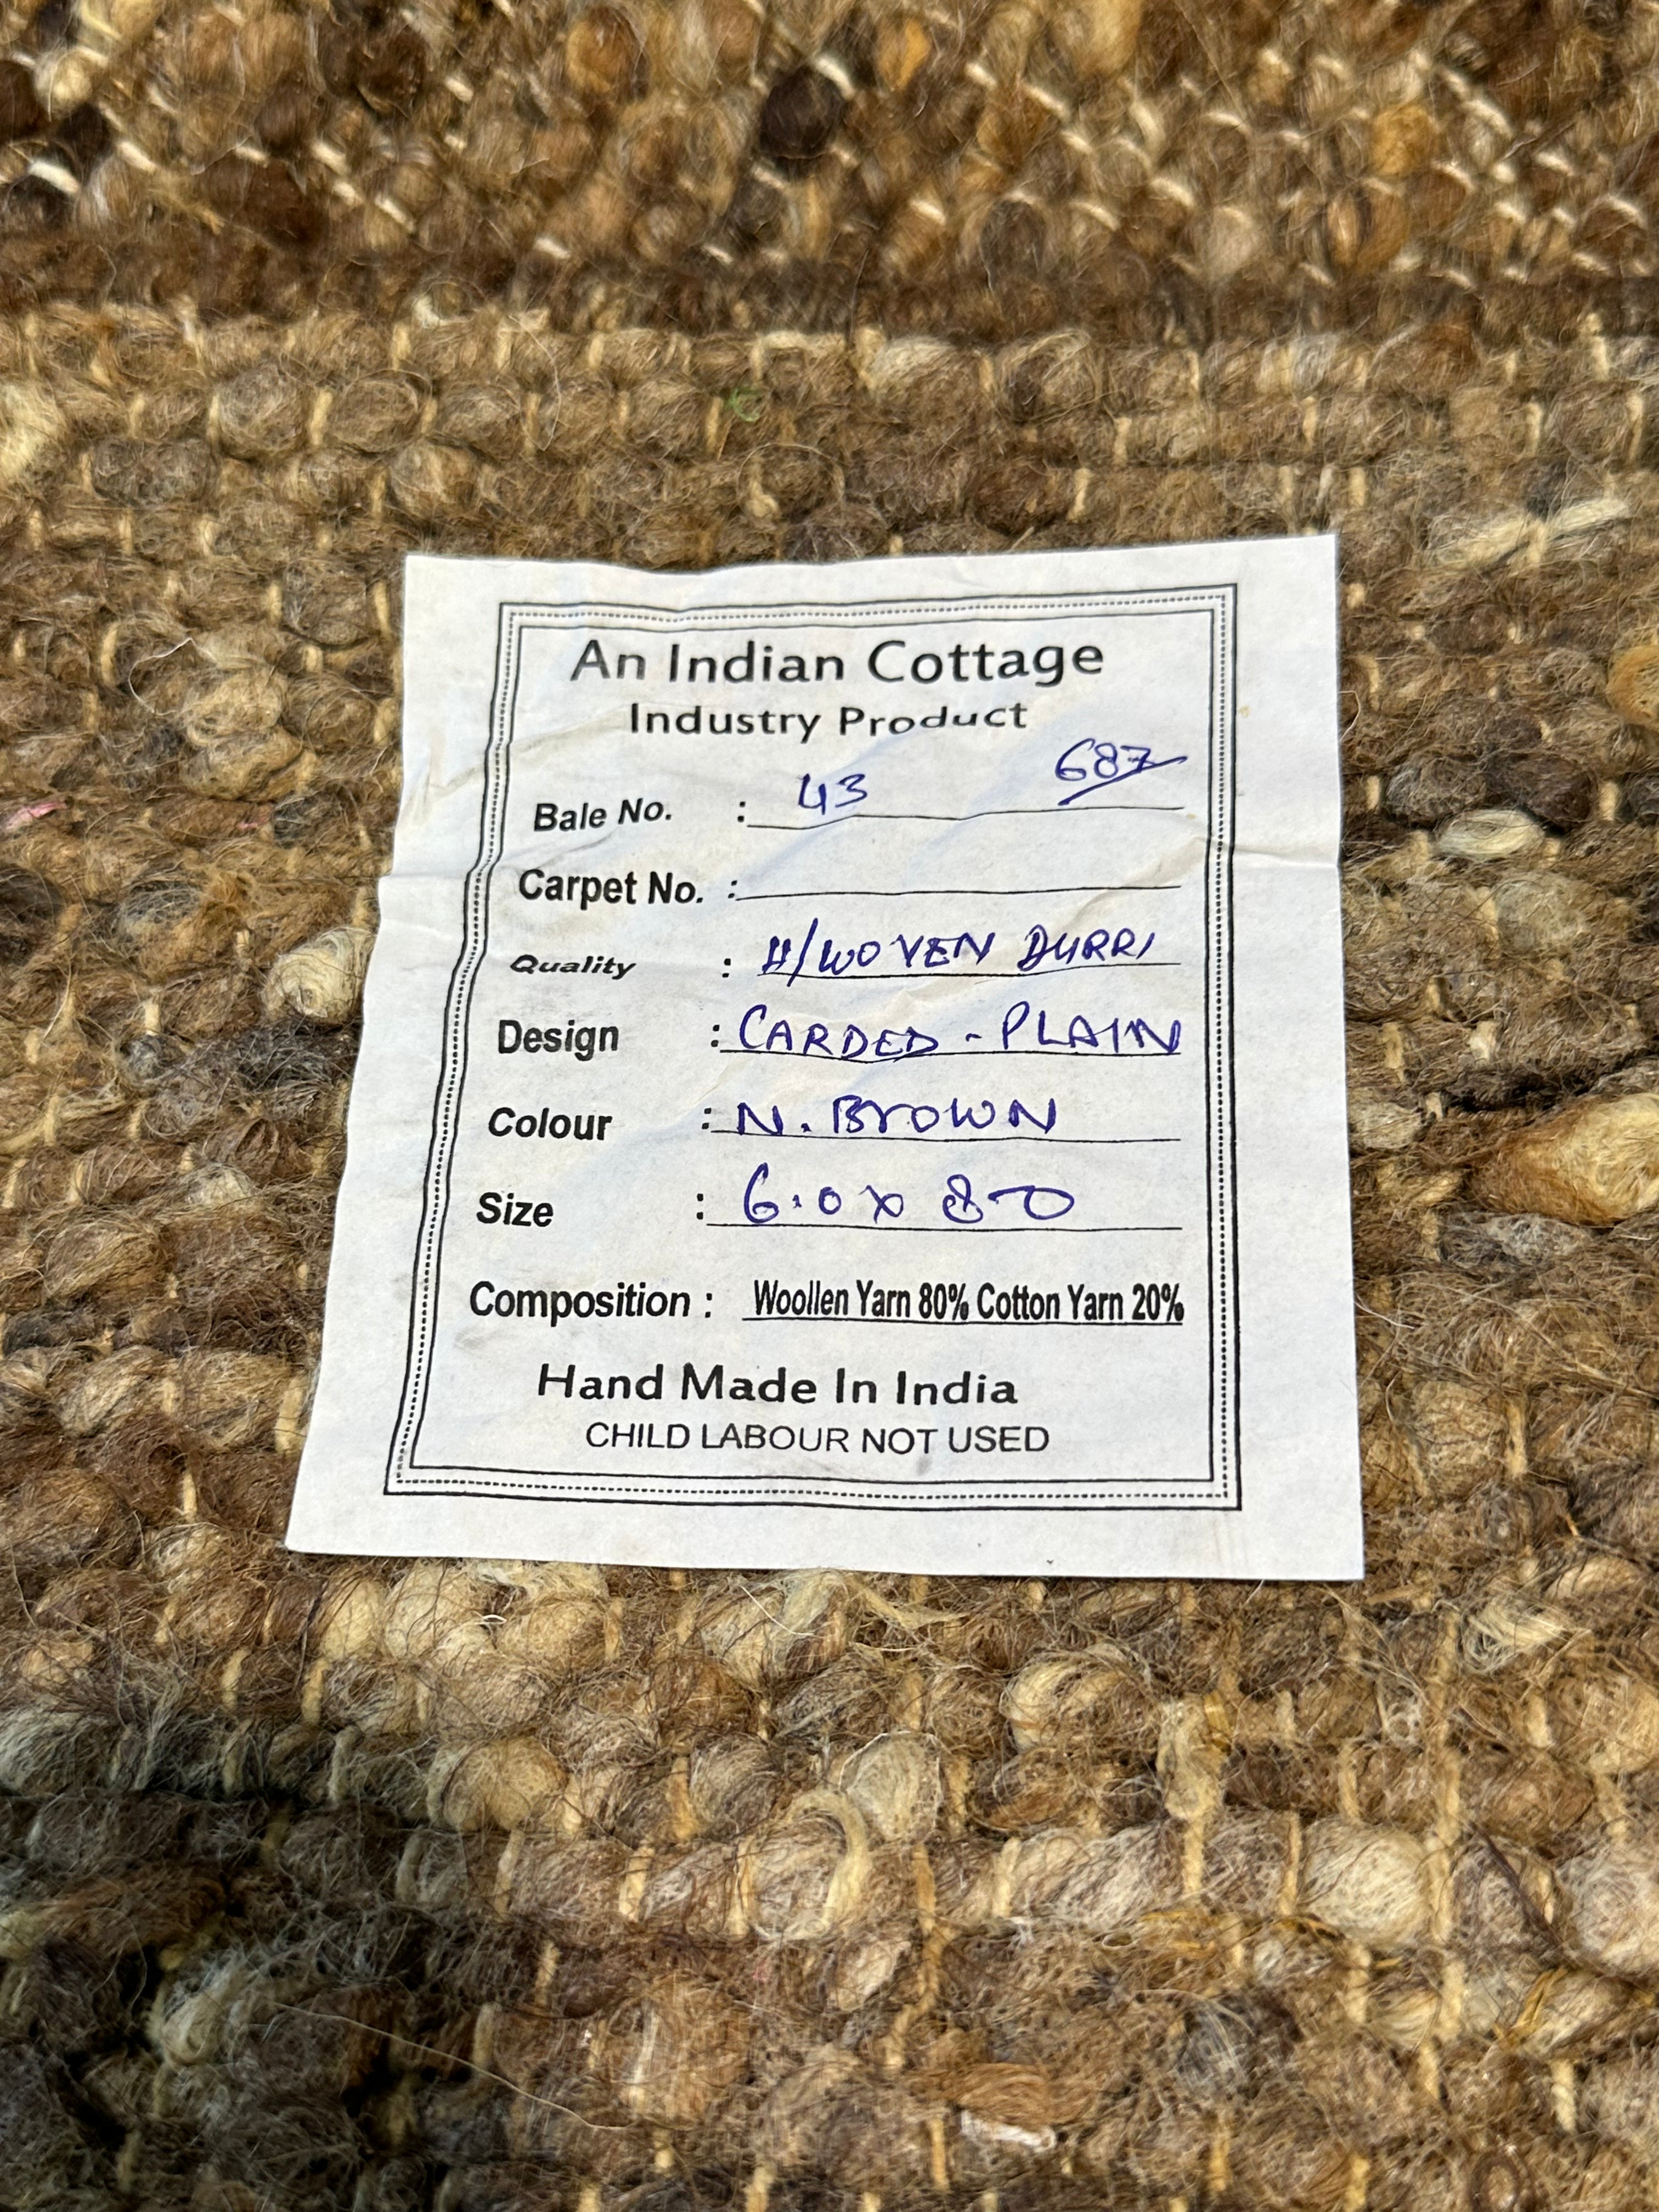 An Indian Cottage
Industry Product
Bale No. : 43 687
Carpet No. :
Quality : H/WOVEN DURRI
Design : CARDED - PLAIN
Colour : N. BROWN
Size : 6.0 x 8-0
Composition : Woollen Yarn 80% Cotton Yarn 20%
Hand Made In India
CHILD LABOUR NOT USED